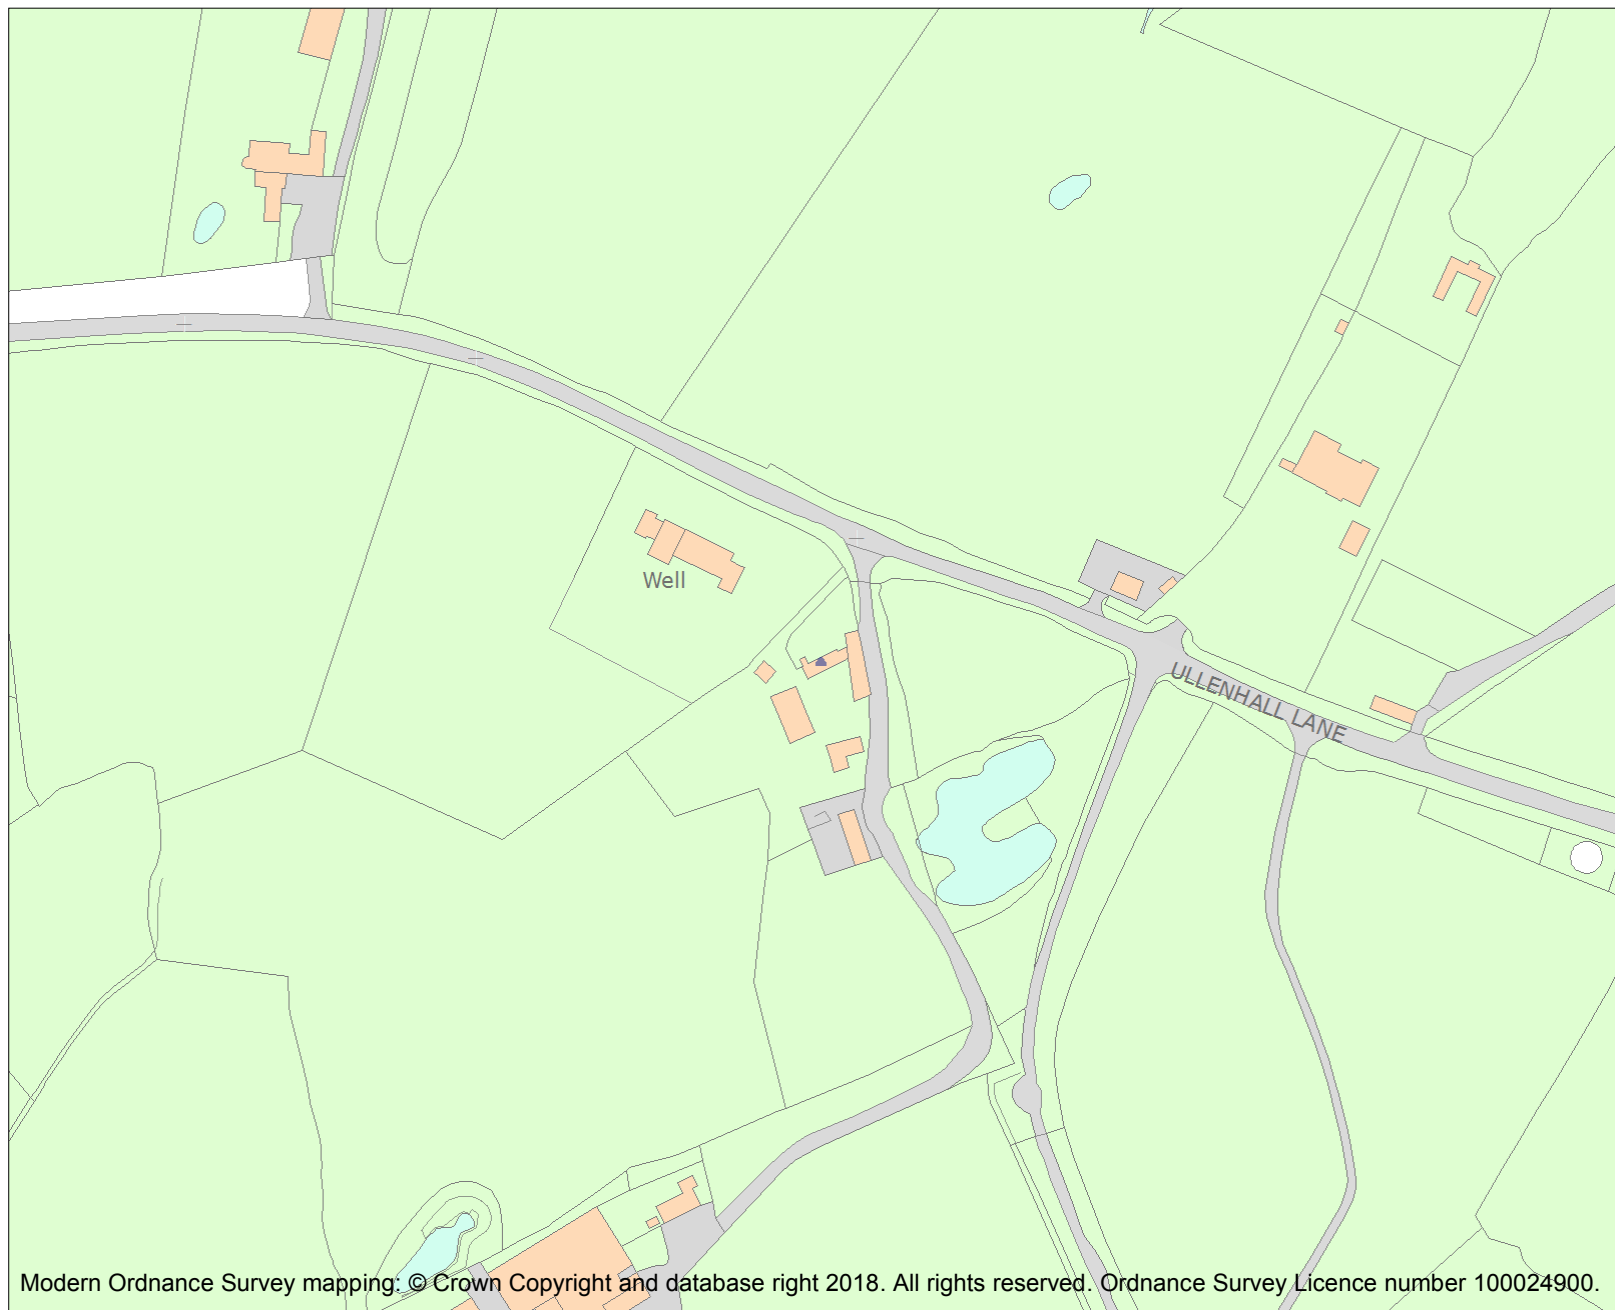 Well
ULLENHALL LANE
Modern Ordnance Survey mapping: © Crown Copyright and database right 2018. All rights reserved. Ordnance Survey Licence number 100024900.